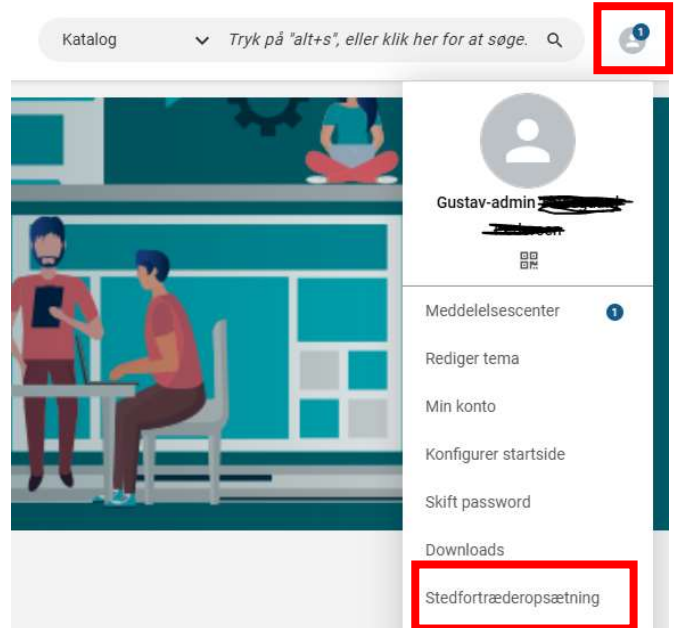 Katalog Tryk på "alt+s", eller klik her for at søge. 1
Gustav-admin
Meddelelsescenter 1
Rediger tema
Min konto
Konfigurer startside
Skift password
Downloads
Stedfortræderopsætning